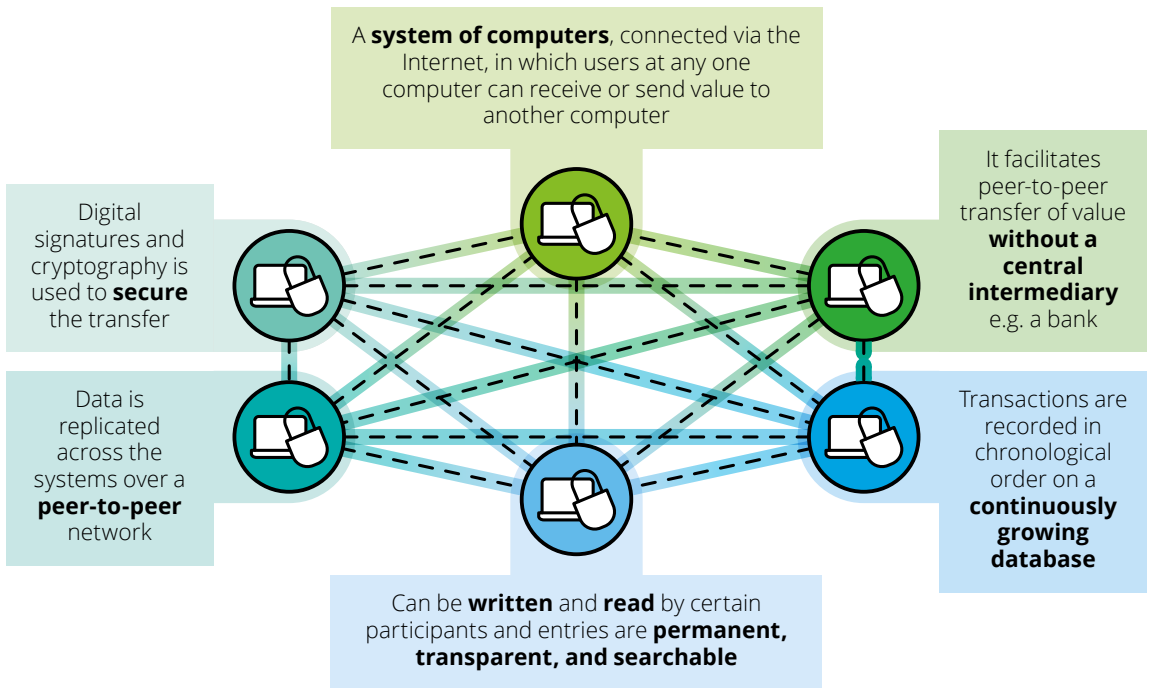 A system of computers, connected via the
Internet, in which users at any one
computer can receive or send value to
another computer
It facilitates
peer-to-peer
transfer of value
without a
central
intermediary
e.g. a bank
Digital
signatures and
cryptography is
used to secure
the transfer
Data is
replicated
across the
systems over a
peer-to-peer
network
Transactions are
recorded in
chronological
order on a
continuously
growing
database
Can be written and read by certain
participants and entries are permanent,
transparent, and searchable